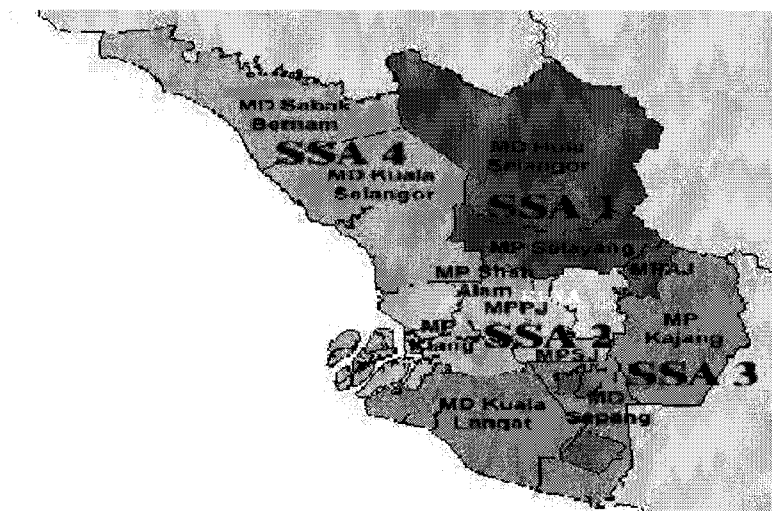 MD Sabak
Bernam
SSA 4
MD Kuala
Selangor
MD Hulu
Selangor
SSA 1
MP Selayang
MPAJ
MP Shah
Alam
MPPJ
MP
Klang
SSA 2
MPSJ
MP
Kajang
SSA 3
MD Kuala
Langat
MD
Sepang